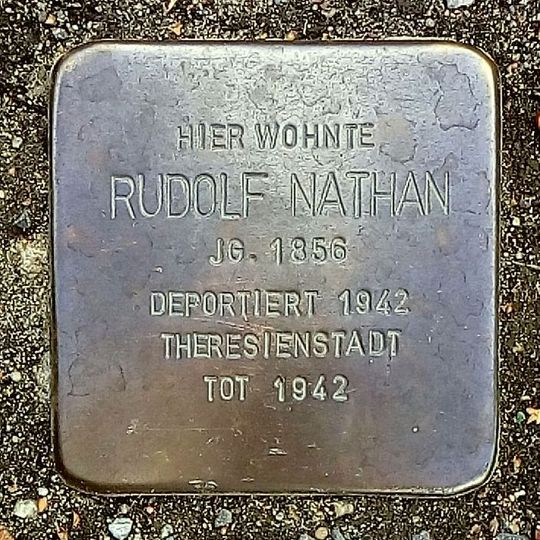 HIER WOHNTE
RUDOLF NATHAN
JG. 1856
DEPORTIERT 1942
THERESIENSTADT
TOT 1942